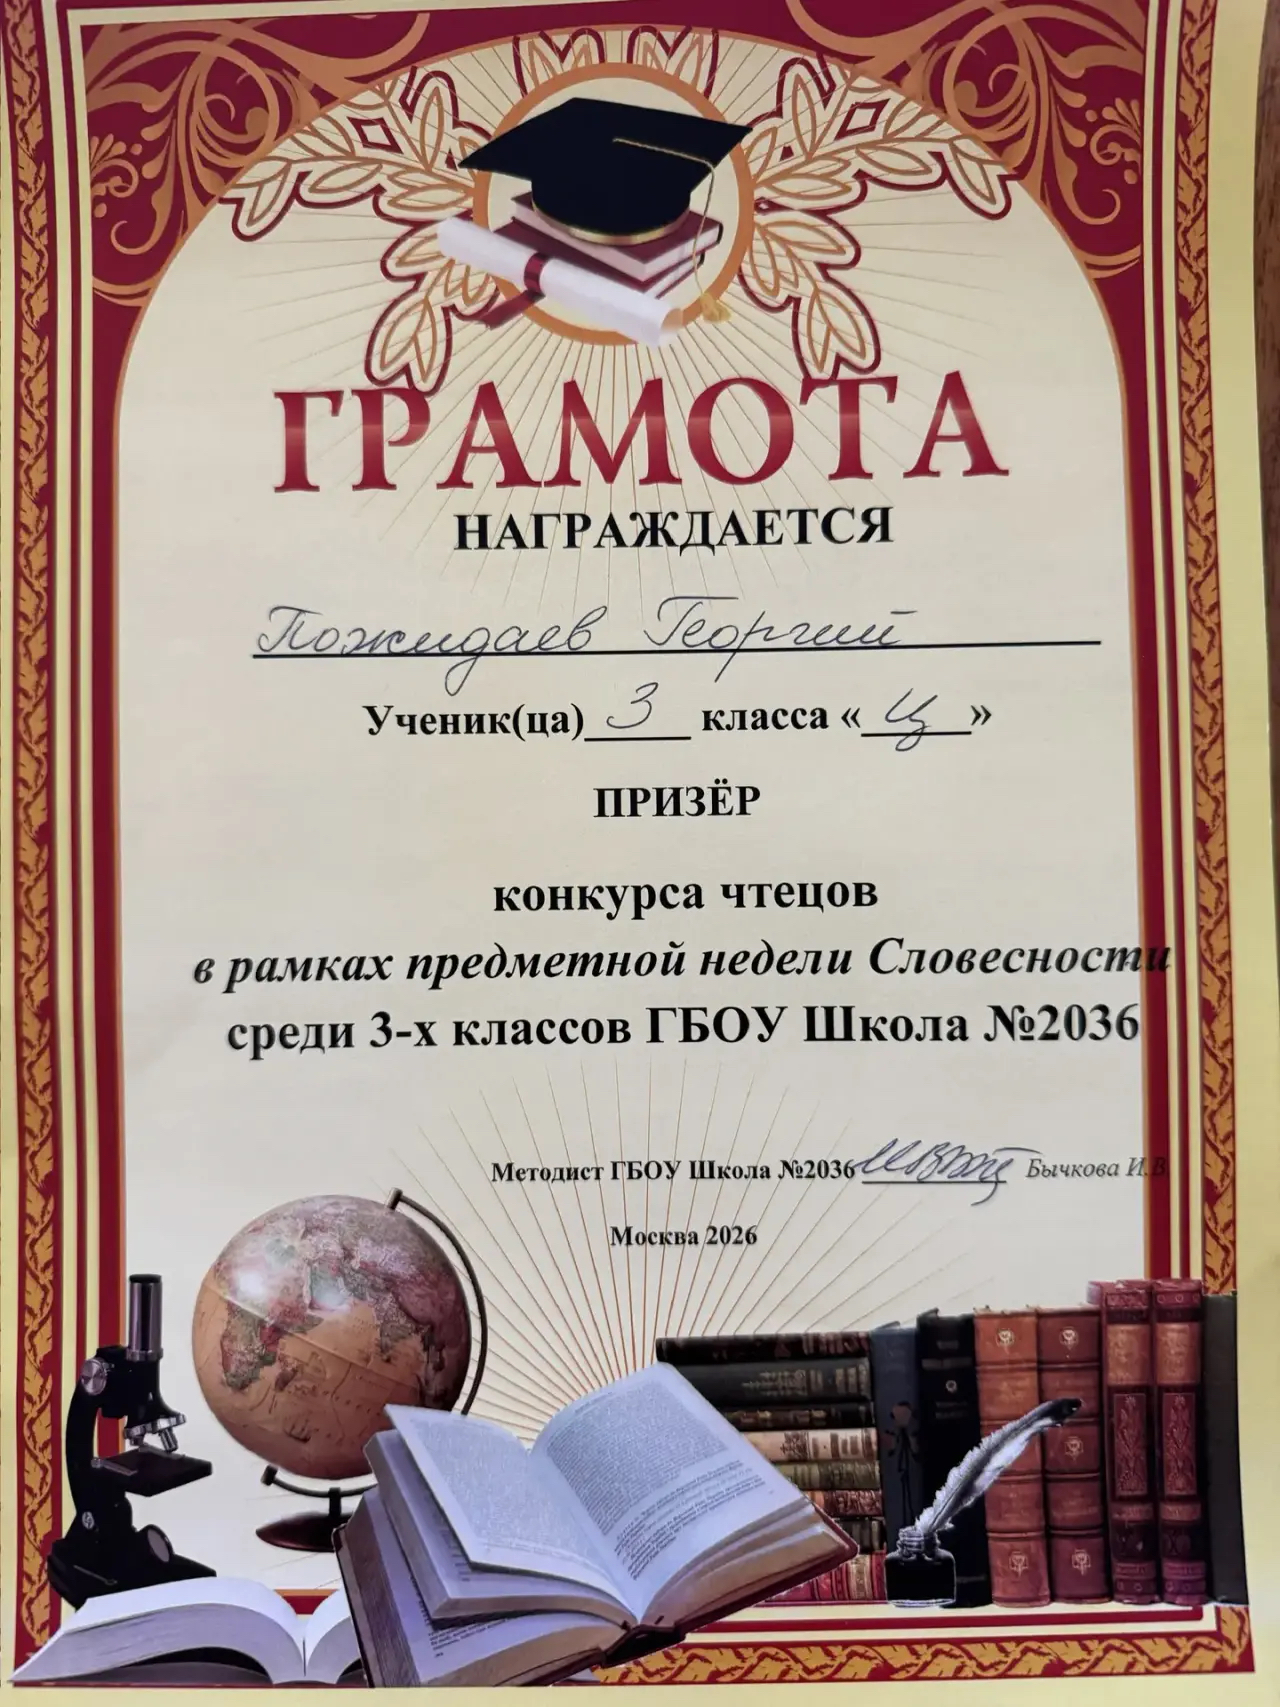 ГРАМОТА
НАГРАЖДАЕТСЯ
Пожидаев Георгий
Ученик(ца) 3 класса « Ц »
ПРИЗЁР
конкурса чтецов
в рамках предметной недели Словесности
среди 3-х классов ГБОУ Школа №2036
Методист ГБОУ Школа №2036 Бычкова И.В
Москва 2026